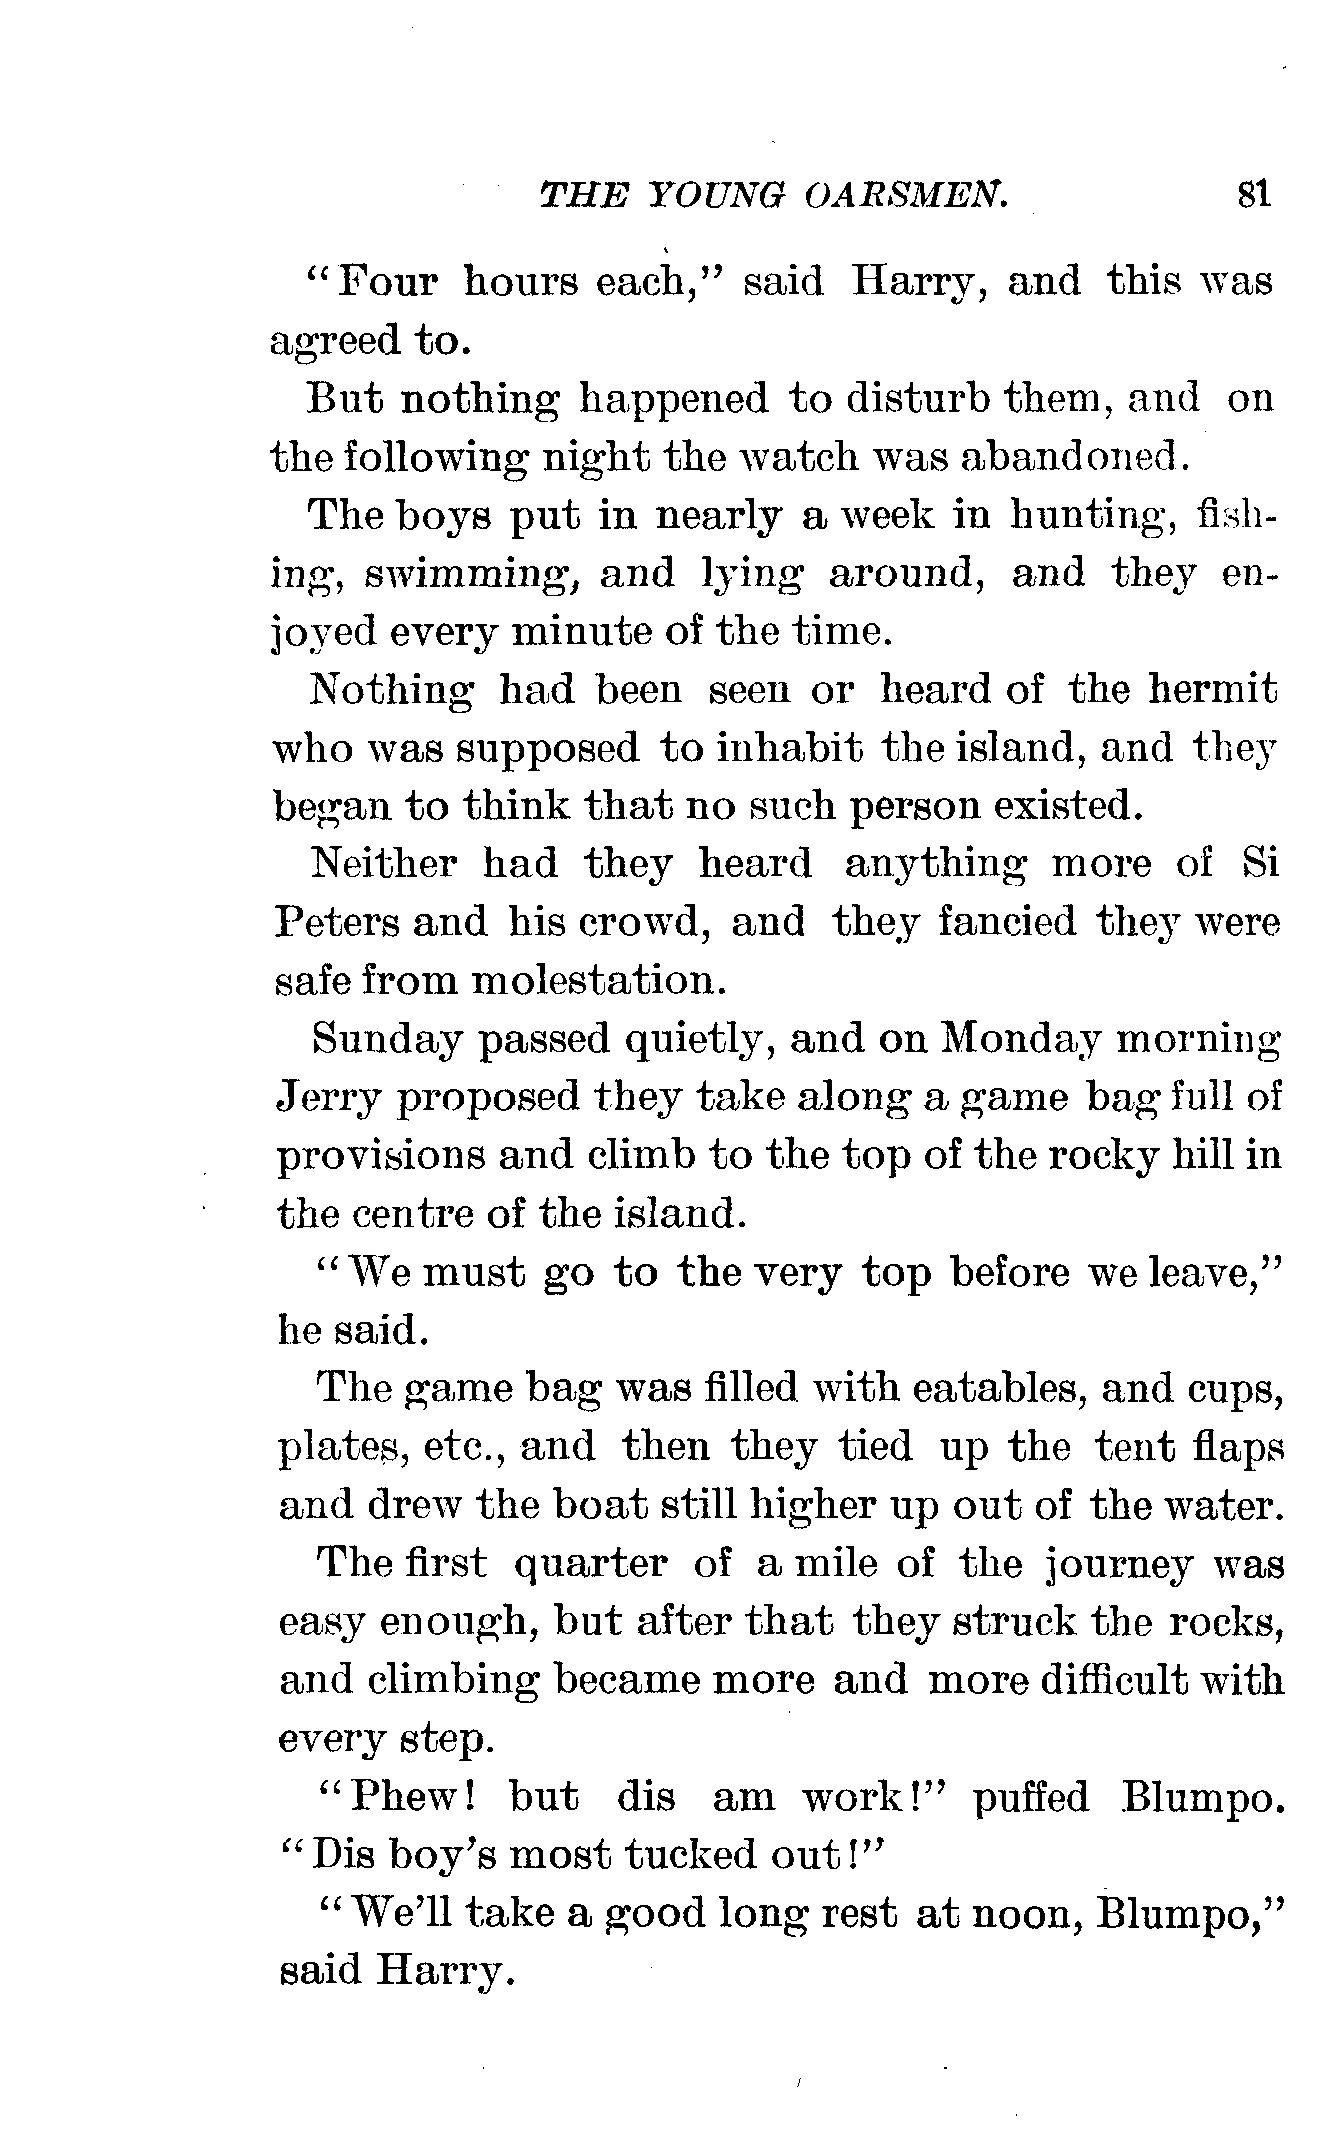 THE YOUNG OARSMEN. 81
"Four hours each," said Harry, and this was
agreed to.
But nothing happened to disturb them, and on
the following night the watch was abandoned.
The boys put in nearly a week in hunting, fish-
ing, swimming, and lying around, and they en-
joyed every minute of the time.
Nothing had been seen or heard of the hermit
who was supposed to inhabit the island, and they
began to think that no such person existed.
Neither had they heard anything more of Si
Peters and his crowd, and they fancied they were
safe from molestation.
Sunday passed quietly, and on Monday morning
Jerry proposed they take along a game bag full of
provisions and climb to the top of the rocky hill in
the centre of the island.
"We must go to the very top before we leave,"
he said.
The game bag was filled with eatables, and cups,
plates, etc., and then they tied up the tent flaps
and drew the boat still higher up out of the water.
The first quarter of a mile of the journey was
easy enough, but after that they struck the rocks,
and climbing became more and more difficult with
every step.
"Phew! but dis am work!" puffed Blumpo.
"Dis boy's most tucked out!"
"We'll take a good long rest at noon, Blumpo,"
said Harry.